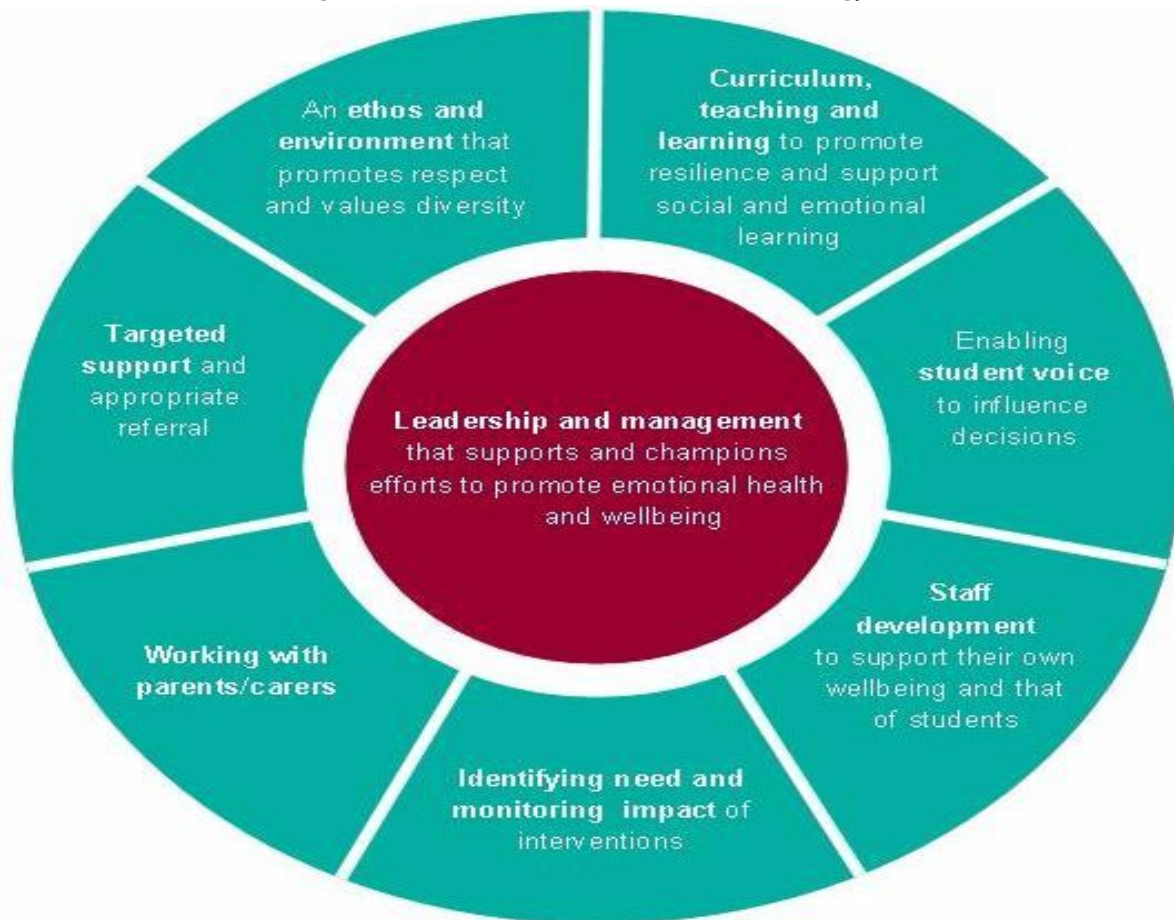 Curriculum,
teaching and
learning to promote
resilience and support
social and emotional
learning
Enabling
student voice
to influence
decisions
Staff
development
to support their own
wellbeing and that
of students
Identifying need and
monitoring impact of
interventions
Working with
parents/carers
Targeted
support and
appropriate
referral
An ethos and
environment that
promotes respect
and values diversity
Leadership and management
that supports and champions
efforts to promote emotional health
and wellbeing